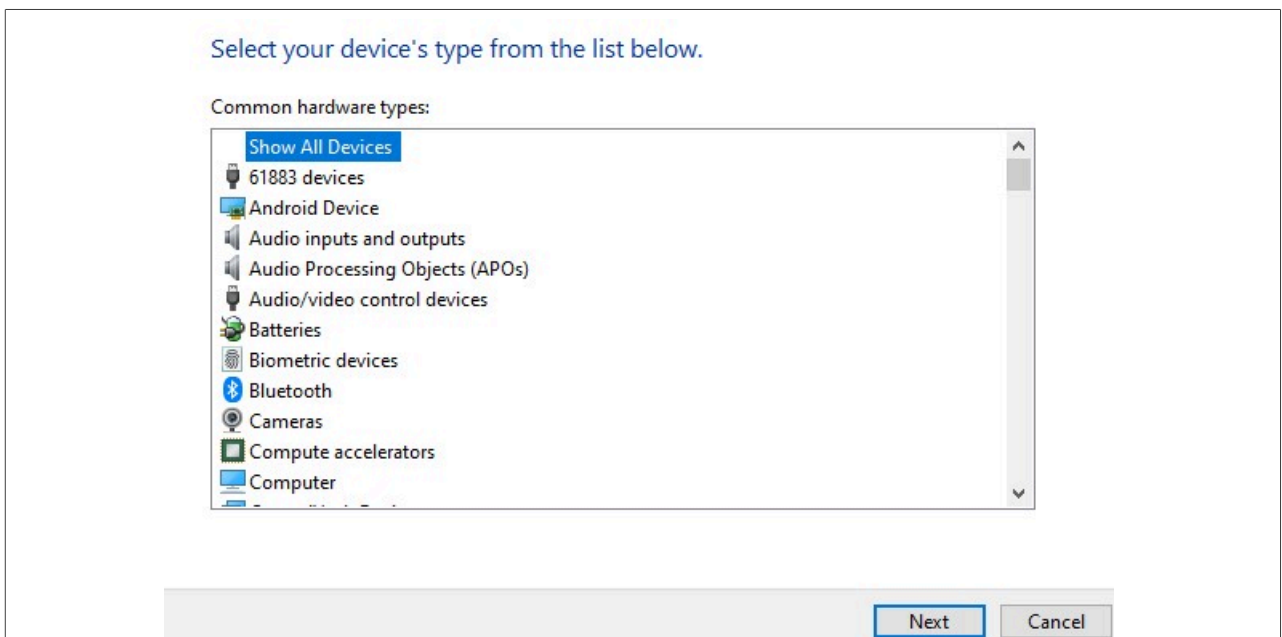 Select your device's type from the list below.
Common hardware types:
Show All Devices
61883 devices
Android Device
Audio inputs and outputs
Audio Processing Objects (APOs)
Audio/video control devices
Batteries
Biometric devices
Bluetooth
Cameras
Compute accelerators
Computer
Next Cancel